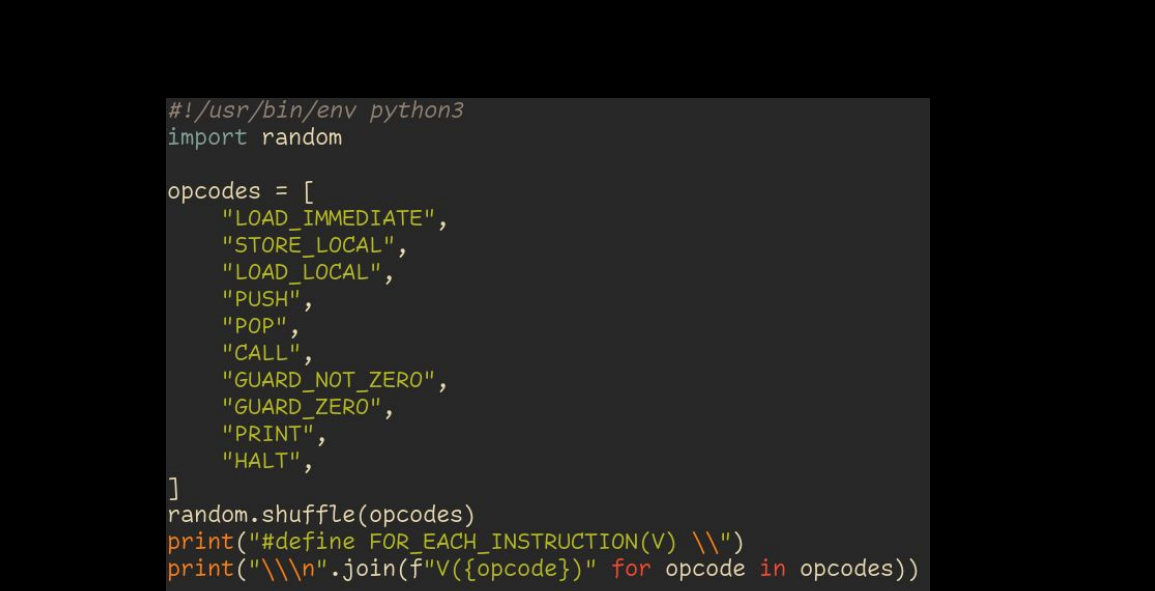 #!/usr/bin/env python3
import random
opcodes = [
    "LOAD_IMMEDIATE",
    "STORE_LOCAL",
    "LOAD_LOCAL",
    "PUSH",
    "POP",
    "CALL",
    "GUARD_NOT_ZERO",
    "GUARD_ZERO",
    "PRINT",
    "HALT",
]
random.shuffle(opcodes)
print("#define FOR_EACH_INSTRUCTION(V) \\")
print("\\\n".join(f"V({opcode})" for opcode in opcodes))